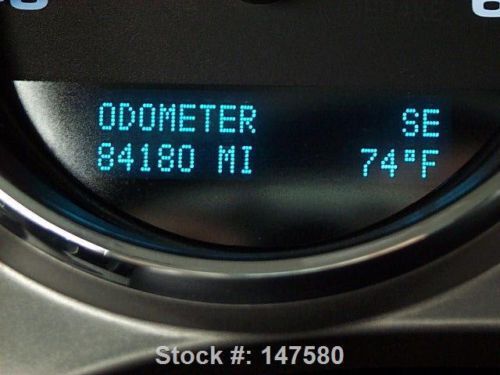 ODOMETER SE
84180 MI 74°F
Stock #: 147580